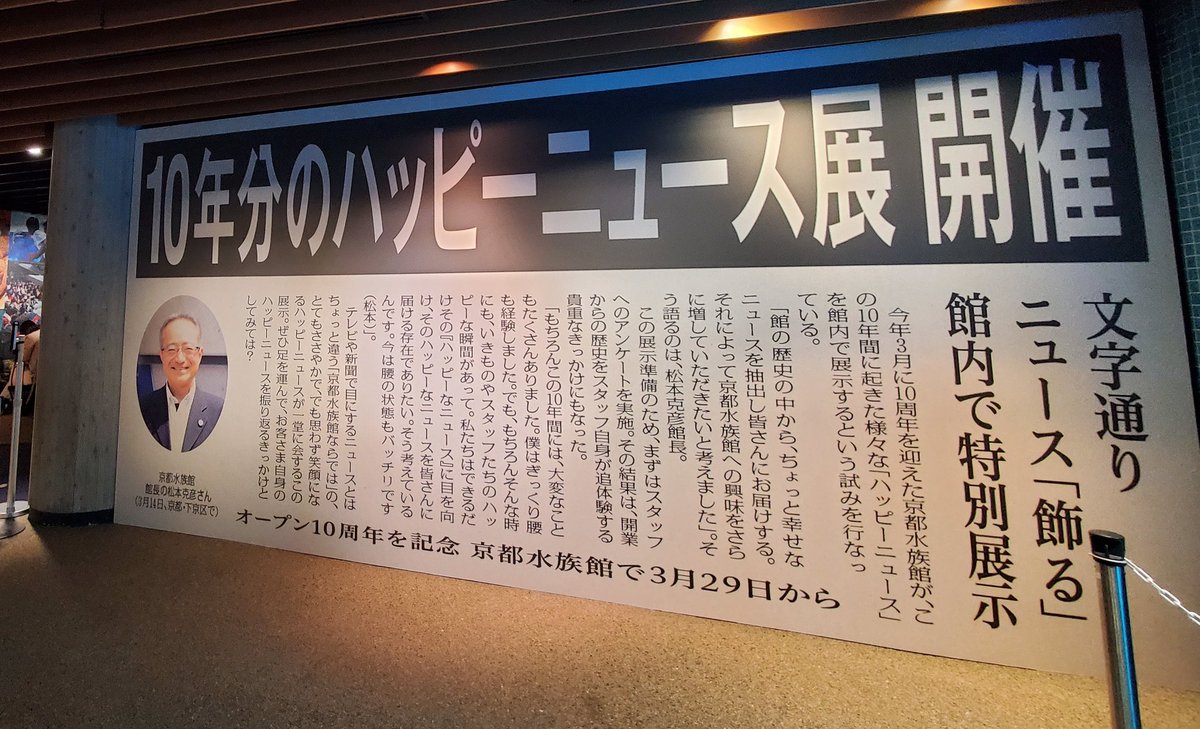 10年分のハッピーニュース展 開催
文字通り
ニュース「飾る」
館内で特別展示
今年3月に10周年を迎えた京都水族館が、こ
の10年間に起きた様々な「ハッピーニュース」
を館内で展示するという試みを行なっ
ている。
「館の歴史の中から、ちょっと幸せな
ニュースを抽出し皆さんにお届けする。
それによって京都水族館への興味をさら
に増していただきたいと考えました」。そ
う語るのは松本克彦館長。
この展示準備のため、まずはスタッフ
へのアンケートを実施。その結果は、開業
からの歴史をスタッフ自身が追体験する
貴重なきっかけにもなった。
「もちろんこの10年間には、大変なこと
もたくさんありました。僕はぎっくり腰
も経験しました。でも、もちろんそんな時
にも、いきものやスタッフたちのハッ
ピーな瞬間があって。私たちはできるだ
けその『ハッピーなニュース』に目を向
け、そのハッピーなニュースを皆さんに
届ける存在でありたい。そう考えている
んです。今は腰の状態もバッチリです
(松本)」。
テレビや新聞で目にするニュースとは
ちょっと違う「京都水族館ならでは」の、
とてもささやかで、でも思わず笑顔にな
るハッピーニュースが一堂に会するこの
展示。ぜひ足を運んで、お客さま自身の
ハッピーニュースを振り返るきっかけと
してみては?
京都水族館
館長の松本克彦さん
(3月14日、京都・下京区で)
オープン10周年を記念 京都水族館で3月29日から